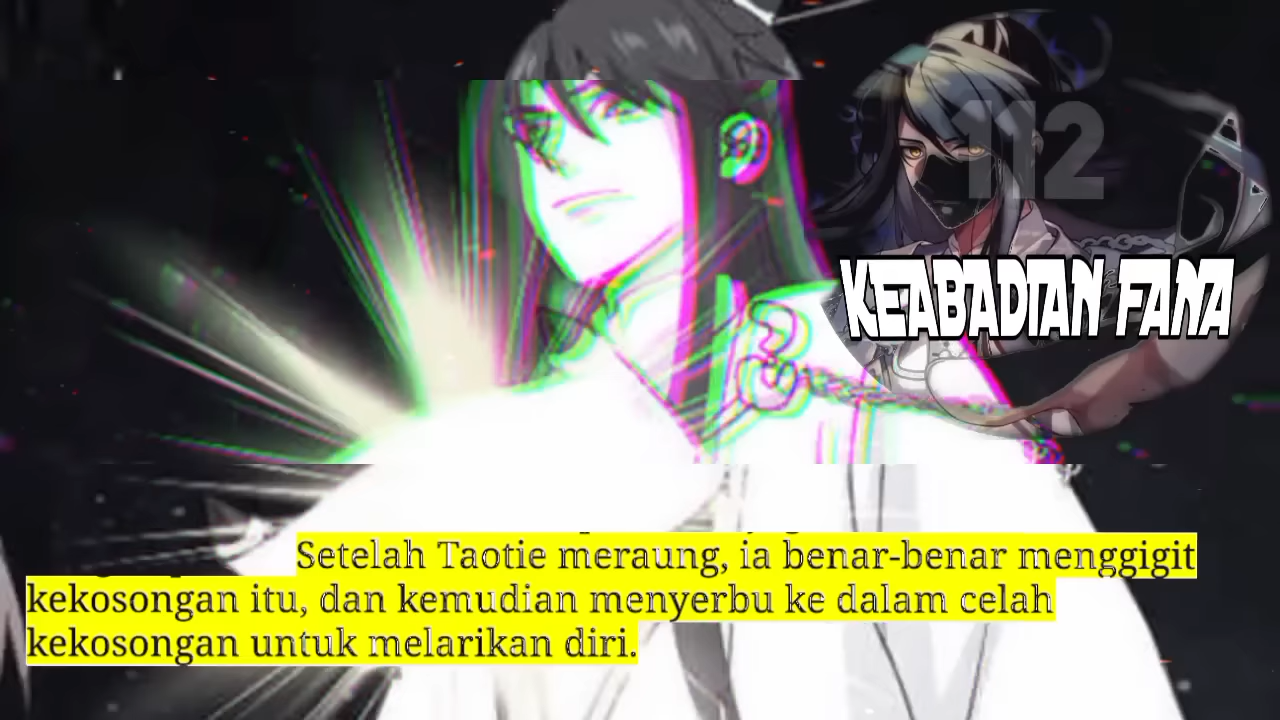 112
KEABADIAN FANA
Setelah Taotie meraung, ia benar-benar menggigit
kekosongan itu, dan kemudian menyerbu ke dalam celah
kekosongan untuk melarikan diri.